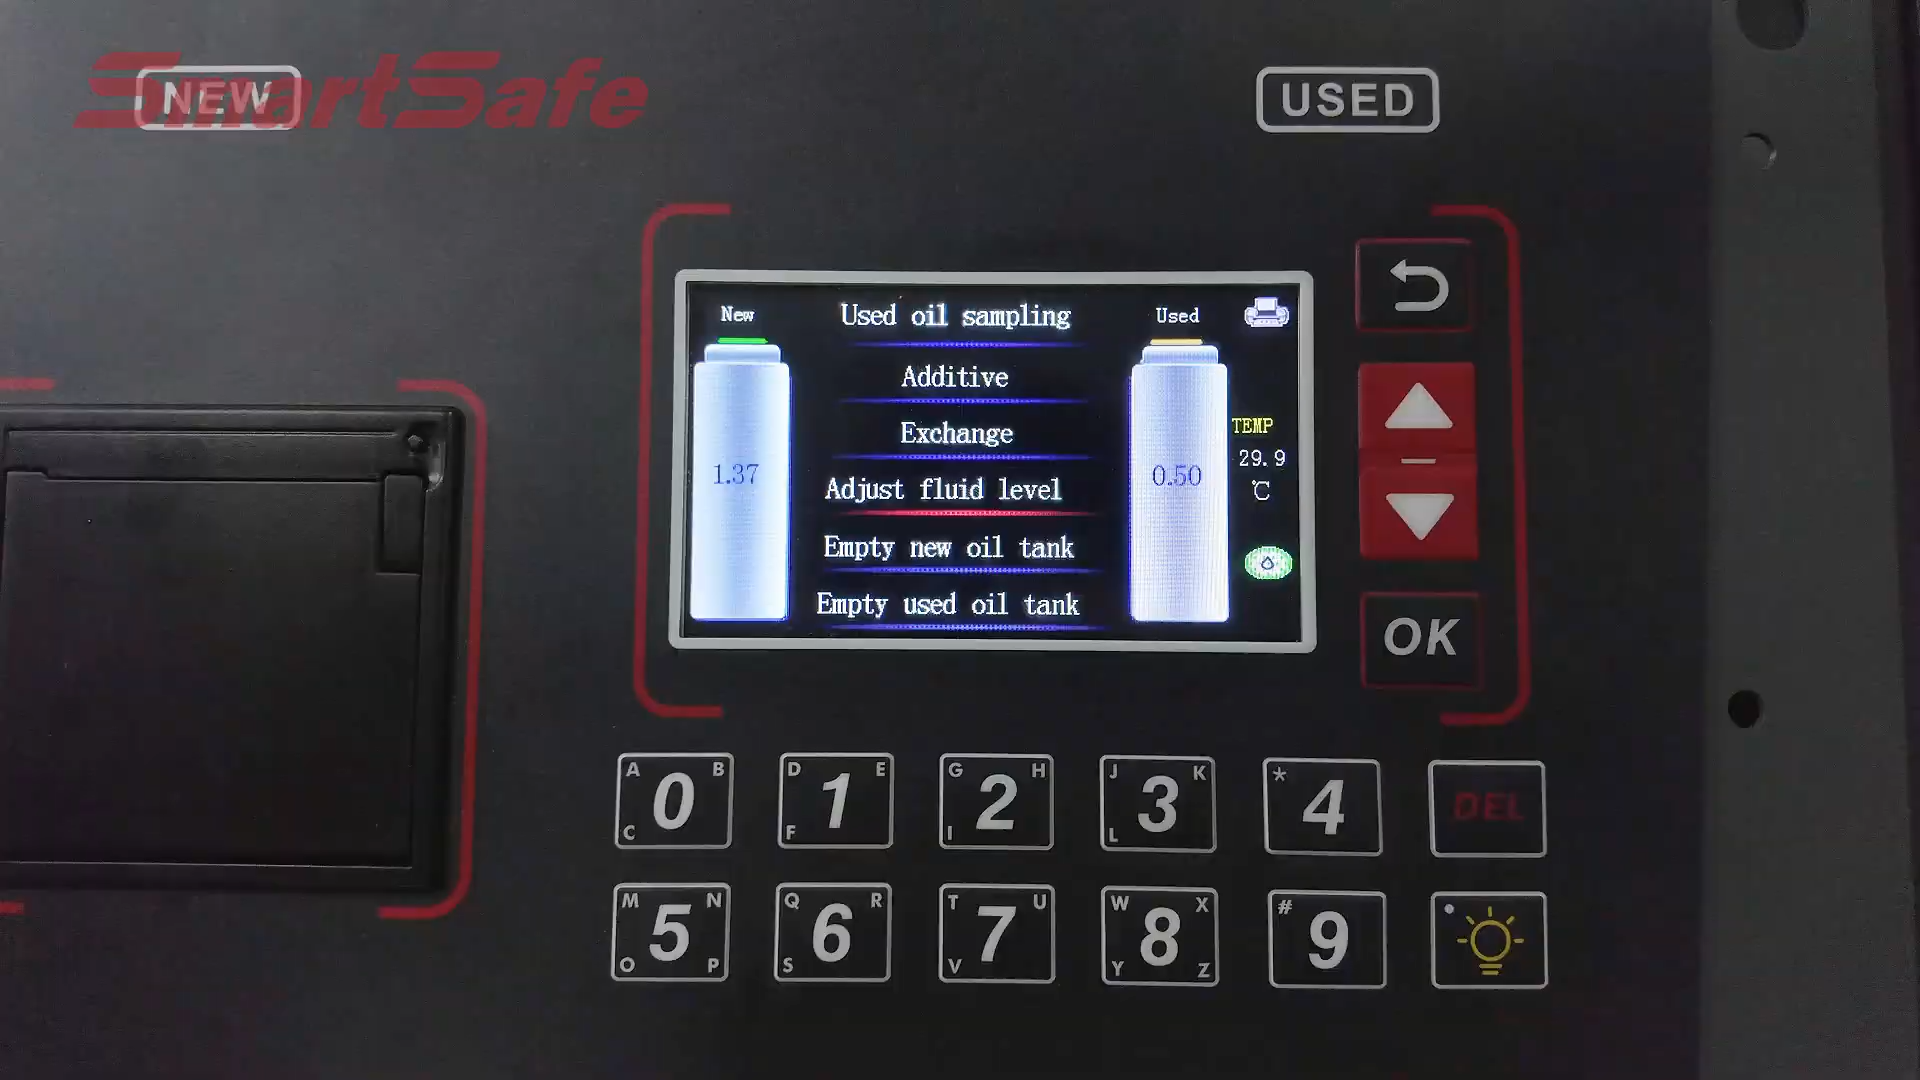 SmartSafe
NEW
USED
New
Used oil sampling
Used
Additive
Exchange
TEMP
29.9
℃
1.37
Adjust fluid level
0.50
Empty new oil tank
Empty used oil tank
OK
A B 0 C
D E 1 F
G H 2 I
J K 3 L
* 4
DEL
M N 5 O P
Q R 6 S
T U 7 V
W X 8 Y Z
# 9